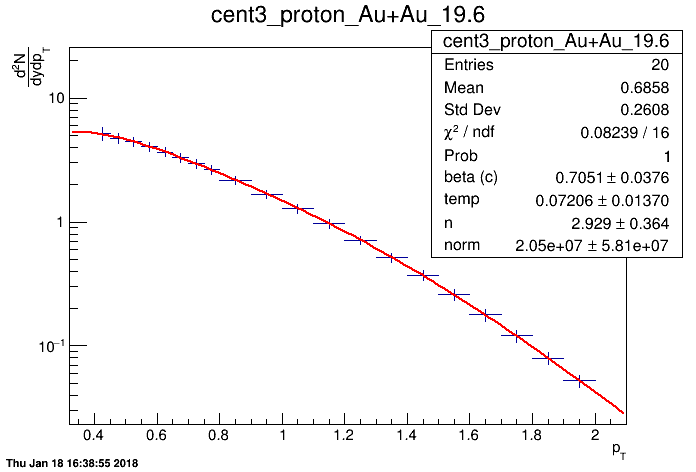 cent3_proton_Au+Au_19.6
cent3_proton_Au+Au_19.6
Entries 20
Mean 0.6858
Std Dev 0.2608
χ² / ndf 0.08239 / 16
Prob 1
beta (c) 0.7051 ± 0.0376
temp 0.07206 ± 0.01370
n 2.929 ± 0.364
norm 2.05e+07 ± 5.81e+07
d²N
dydp_T
10
1
10⁻¹
0.4 0.6 0.8 1 1.2 1.4 1.6 1.8 2
p_T
Thu Jan 18 16:38:55 2018